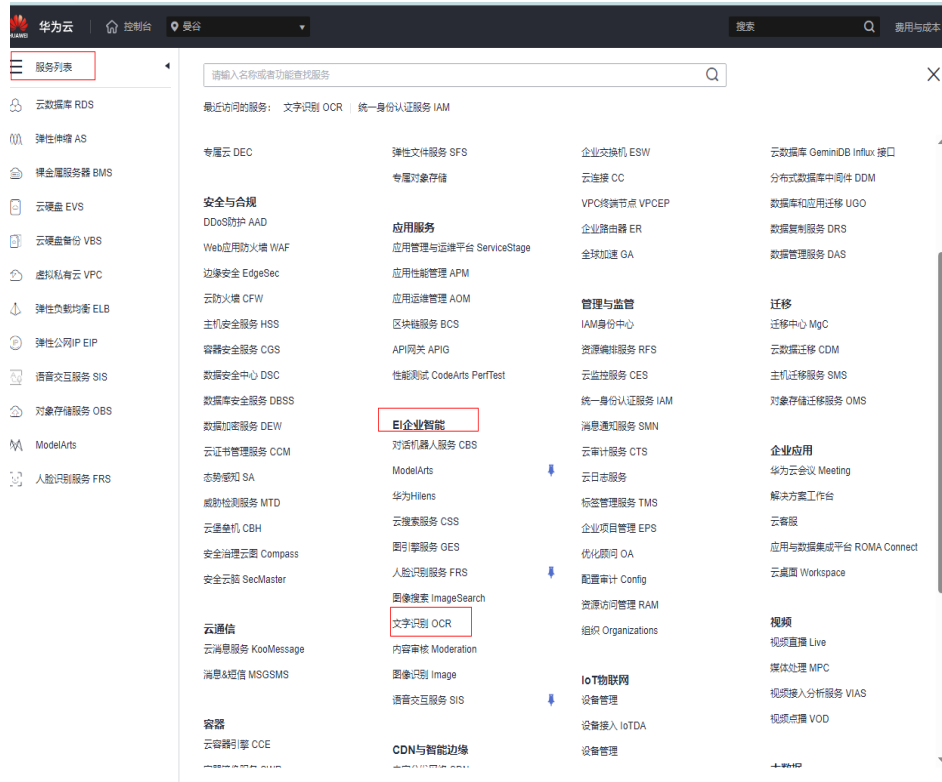 HUAWEI
华为云
控制台
曼谷
搜索
费用与成本
服务列表
云数据库 RDS
弹性伸缩 AS
裸金属服务器 BMS
云硬盘 EVS
云硬盘备份 VBS
虚拟私有云 VPC
弹性负载均衡 ELB
弹性公网IP EIP
语音交互服务 SIS
对象存储服务 OBS
ModelArts
人脸识别服务 FRS
请输入名称或者功能查找服务
最近访问的服务： 文字识别 OCR | 统一身份认证服务 IAM
专属云 DEC
安全与合规
DDoS防护 AAD
Web应用防火墙 WAF
边缘安全 EdgeSec
云防火墙 CFW
主机安全服务 HSS
容器安全服务 CGS
数据安全中心 DSC
数据库安全服务 DBSS
数据加密服务 DEW
云证书管理服务 CCM
态势感知 SA
威胁检测服务 MTD
云堡垒机 CBH
安全治理云图 Compass
安全云脑 SecMaster
云通信
云消息服务 KooMessage
消息&短信 MSGSMS
容器
云容器引擎 CCE
弹性文件服务 SFS
专属对象存储
应用服务
应用管理与运维平台 ServiceStage
应用性能管理 APM
应用运维管理 AOM
区块链服务 BCS
API网关 APIG
性能测试 CodeArts PerfTest
EI企业智能
对话机器人服务 CBS
ModelArts
华为Hilens
云搜索服务 CSS
图引擎服务 GES
人脸识别服务 FRS
图像搜索 ImageSearch
文字识别 OCR
内容审核 Moderation
图像识别 Image
语音交互服务 SIS
CDN与智能边缘
企业交换机 ESW
云连接 CC
VPC终端节点 VPCEP
企业路由器 ER
全球加速 GA
管理与监管
IAM身份中心
资源编排服务 RFS
云监控服务 CES
统一身份认证服务 IAM
消息通知服务 SMN
云审计服务 CTS
云日志服务
标签管理服务 TMS
企业项目管理 EPS
优化顾问 OA
配置审计 Config
资源访问管理 RAM
组织 Organizations
IoT物联网
设备管理
设备接入 IoTDA
设备管理
云数据库 GeminiDB Influx 接口
分布式数据库中间件 DDM
数据库和应用迁移 UGO
数据复制服务 DRS
数据管理服务 DAS
迁移
迁移中心 MgC
云数据迁移 CDM
主机迁移服务 SMS
对象存储迁移服务 OMS
企业应用
华为云会议 Meeting
解决方案工作台
云客服
应用与数据集成平台 ROMA Connect
云桌面 Workspace
视频
视频直播 Live
媒体处理 MPC
视频接入分析服务 VIAS
视频点播 VOD